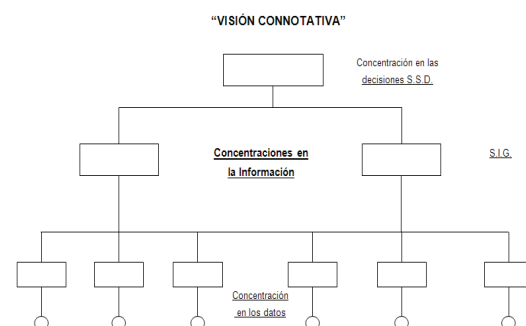 “VISIÓN CONNOTATIVA”
Concentración en las
decisiones S.S.D.
Concentraciones en
la Información
S.I.G.
Concentración
en los datos